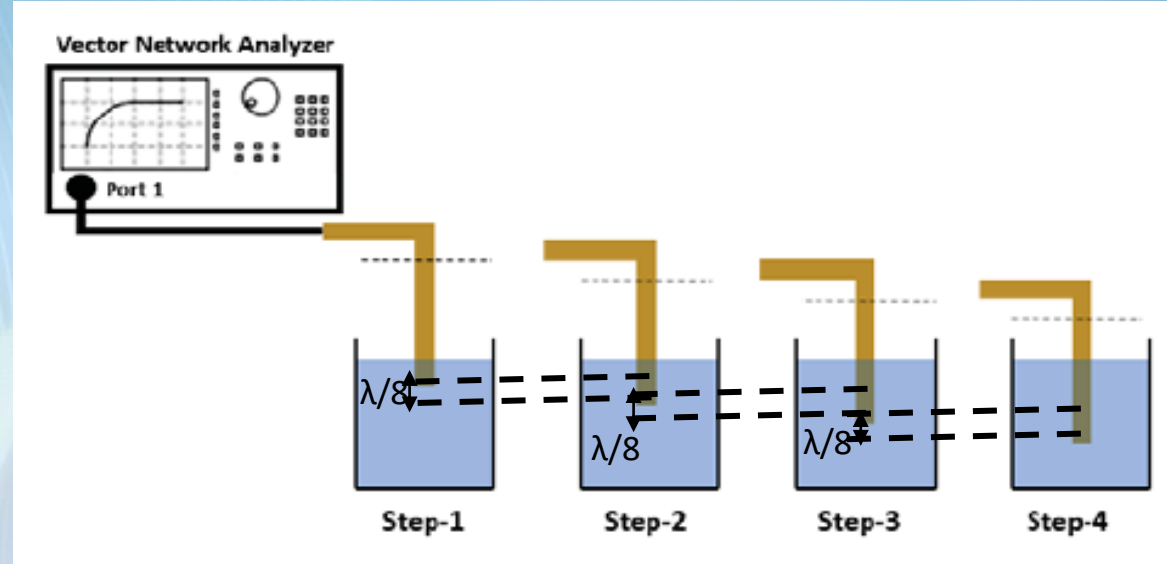 Vector Network Analyzer
Port 1
λ/8
λ/8
λ/8
Step-1
Step-2
Step-3
Step-4